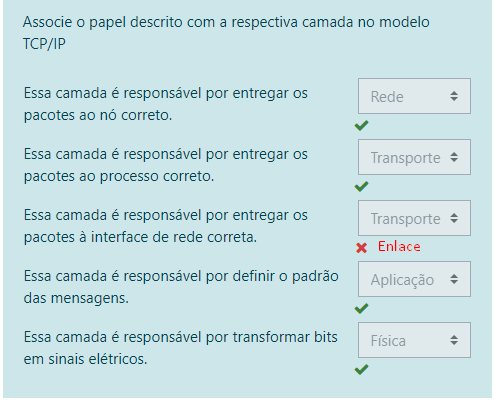 Associe o papel descrito com a respectiva camada no modelo
TCP/IP
Essa camada é responsável por entregar os
pacotes ao nó correto.
Rede
Essa camada é responsável por entregar os
pacotes ao processo correto.
Transporte
Essa camada é responsável por entregar os
pacotes à interface de rede correta.
Transporte
Enlace
Essa camada é responsável por definir o padrão
das mensagens.
Aplicação
Essa camada é responsável por transformar bits
em sinais elétricos.
Física